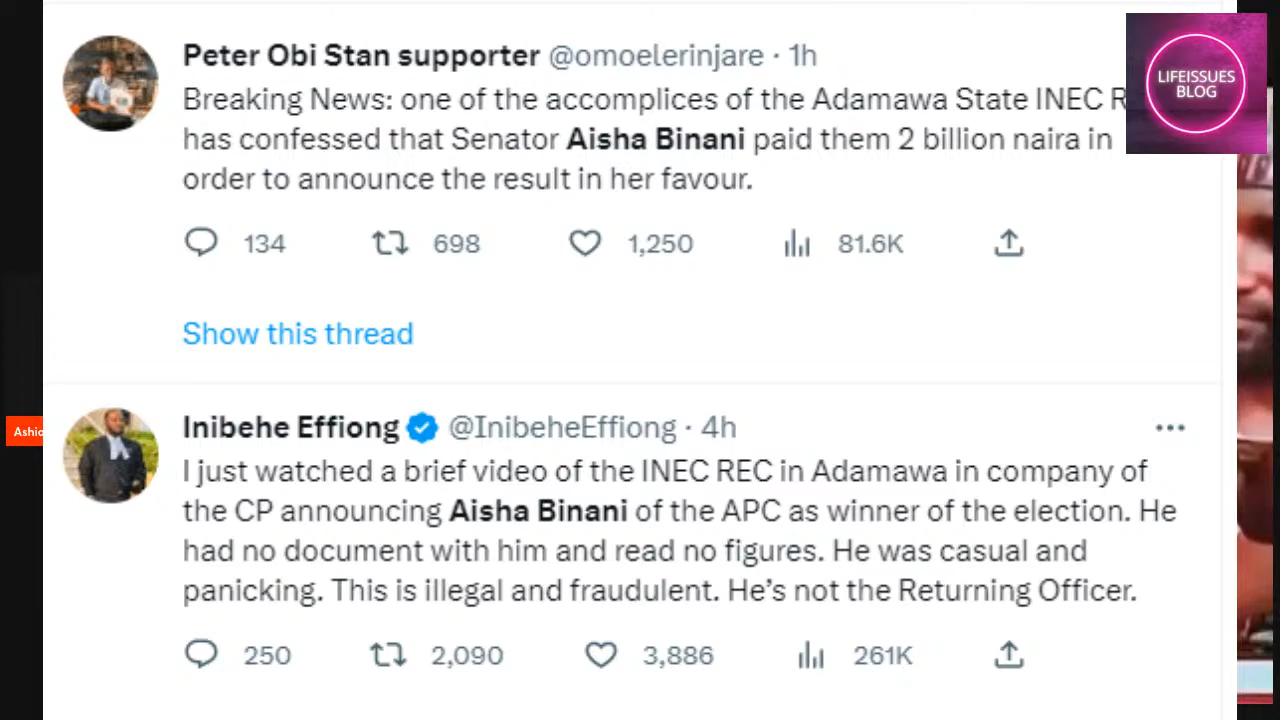 Peter Obi Stan supporter @omoelerinjare · 1h
Breaking News: one of the accomplices of the Adamawa State INEC
has confessed that Senator Aisha Binani paid them 2 billion naira in
order to announce the result in her favour.
134 698 1,250 81.6K
Show this thread
LIFEISSUES
BLOG
Inibehe Effiong @InibeheEffiong · 4h
I just watched a brief video of the INEC REC in Adamawa in company of
the CP announcing Aisha Binani of the APC as winner of the election. He
had no document with him and read no figures. He was casual and
panicking. This is illegal and fraudulent. He’s not the Returning Officer.
250 2,090 3,886 261K